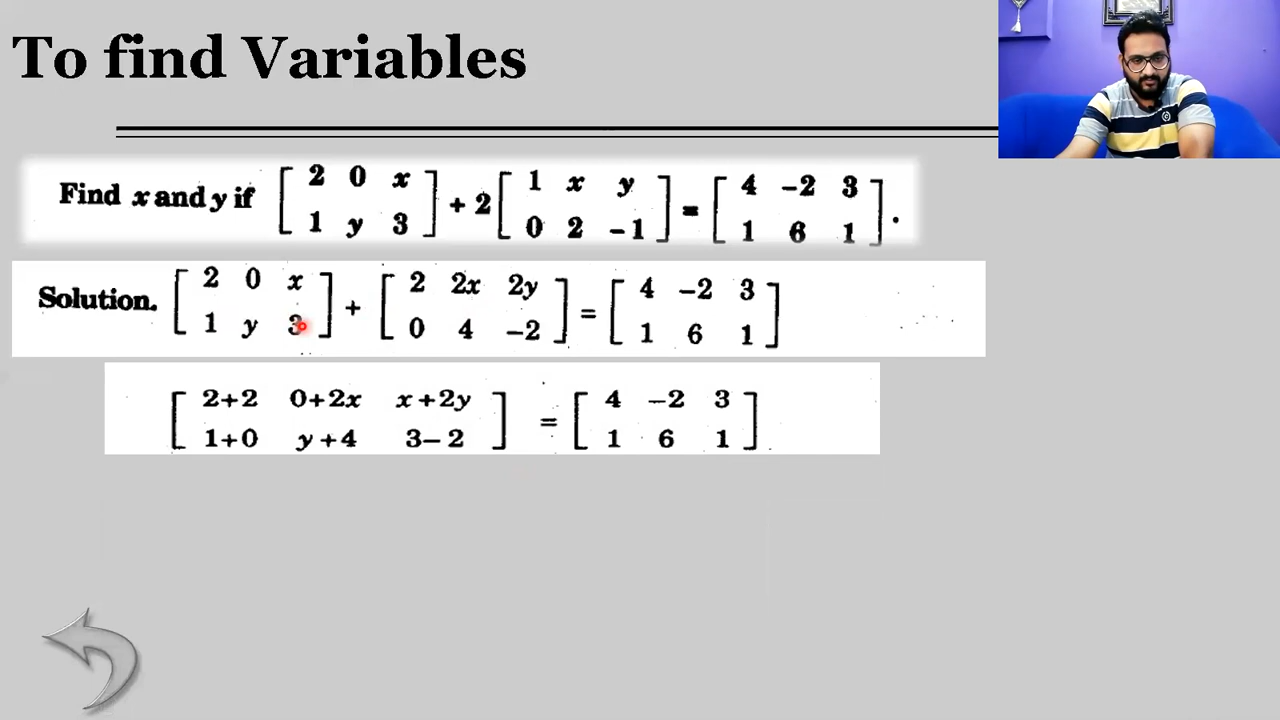 To find Variables
Find x and y if [ 2 0 x ] + 2 [ 1 x y ] = [ 4 -2 3 ] .
[ 1 y 3 ] [ 0 2 -1 ] [ 1 6 1 ]
Solution. [ 2 0 x ] + [ 2 2x 2y ] = [ 4 -2 3 ]
[ 1 y 3 ] [ 0 4 -2 ] [ 1 6 1 ]
[ 2+2 0+2x x+2y ] = [ 4 -2 3 ]
[ 1+0 y+4 3-2 ] [ 1 6 1 ]